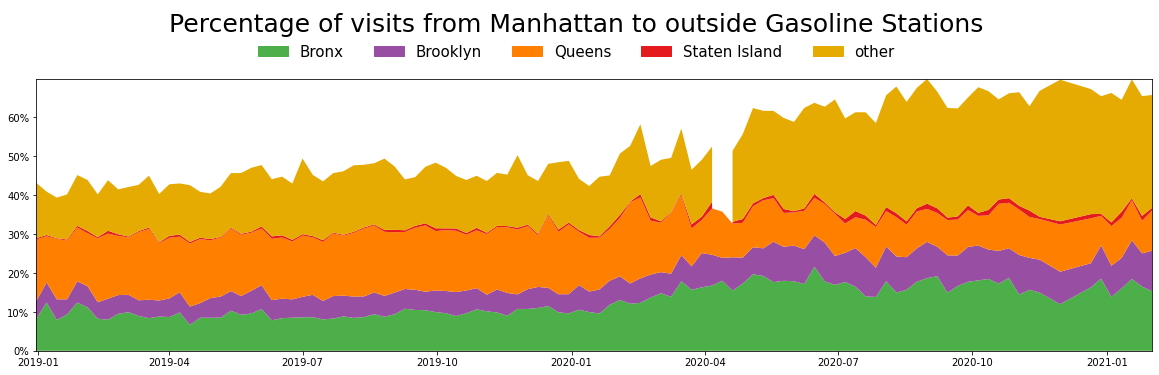 Percentage of visits from Manhattan to outside Gasoline Stations
Bronx Brooklyn Queens Staten Island other
60%
50%
40%
30%
20%
10%
0%
2019-01 2019-04 2019-07 2019-10 2020-01 2020-04 2020-07 2020-10 2021-01